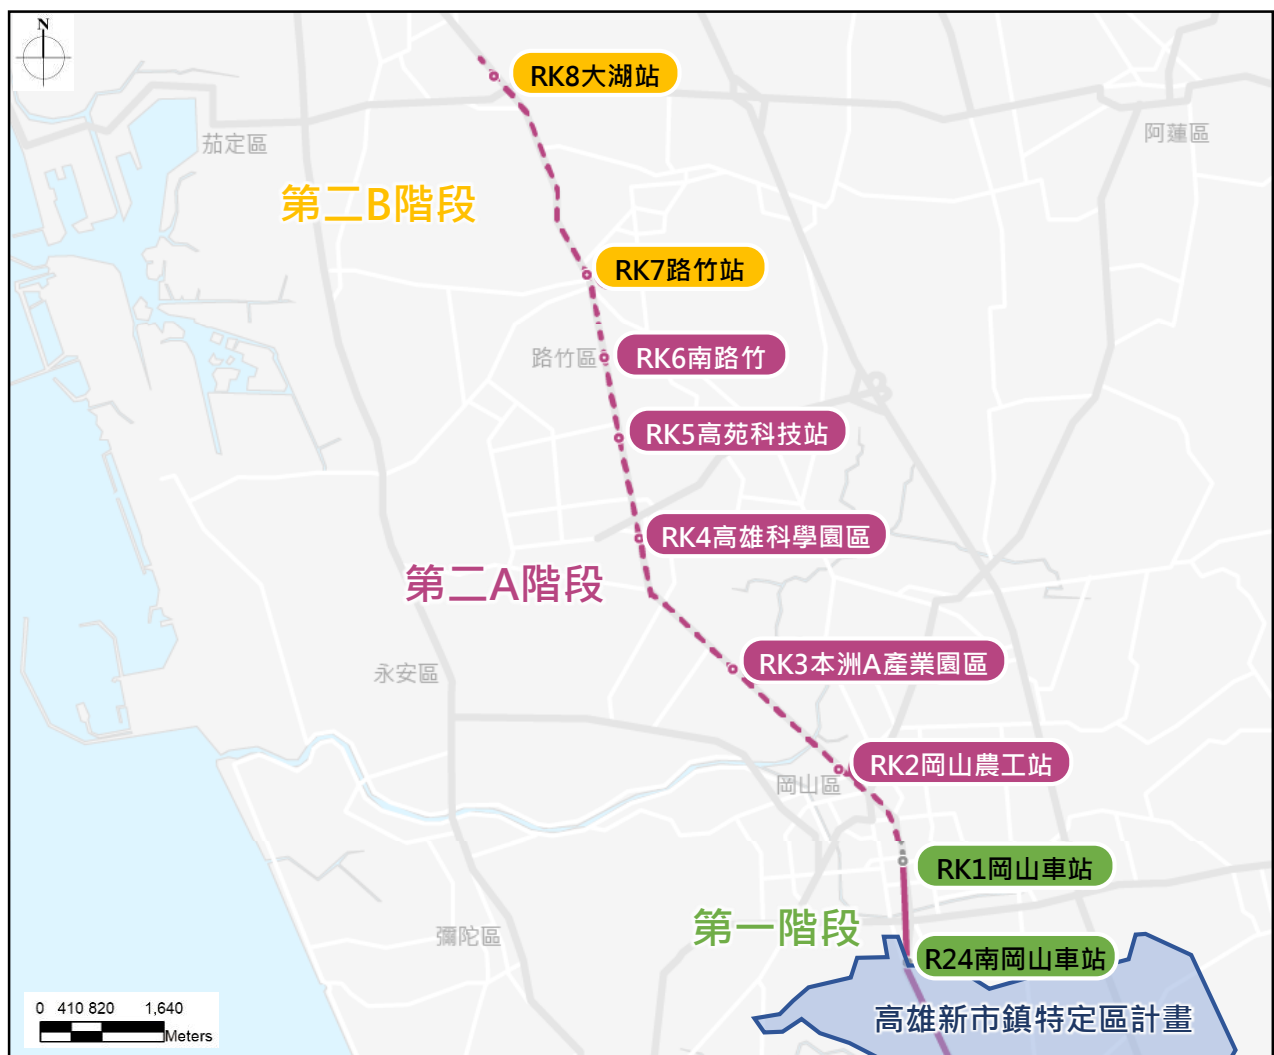 N
RK8大湖站
阿蓮區
茄定區
第二B階段
RK7路竹站
RK6南路竹
路竹區
RK5高苑科技站
RK4高雄科學園區
第二A階段
RK3本洲A產業園區
永安區
RK2岡山農工站
岡山區
RK1岡山車站
第一階段
彌陀區
R24南岡山車站
高雄新市鎮特定區計畫
0 410 820 1,640
Meters